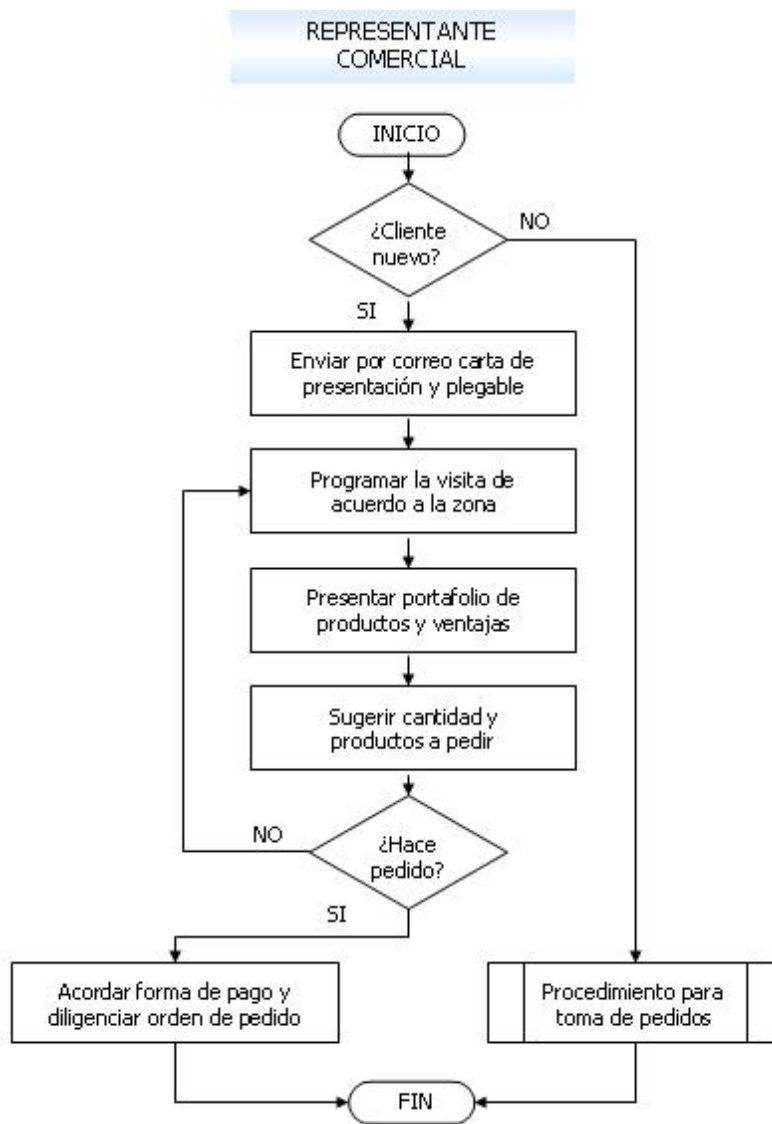 REPRESENTANTE
COMERCIAL
INICIO
¿Cliente
nuevo?
NO
SI
Enviar por correo carta de
presentación y plegable
Programar la visita de
acuerdo a la zona
Presentar portafolio de
productos y ventajas
Sugerir cantidad y
productos a pedir
¿Hace
pedido?
NO
SI
Acordar forma de pago y
diligenciar orden de pedido
Procedimiento para
toma de pedidos
FIN